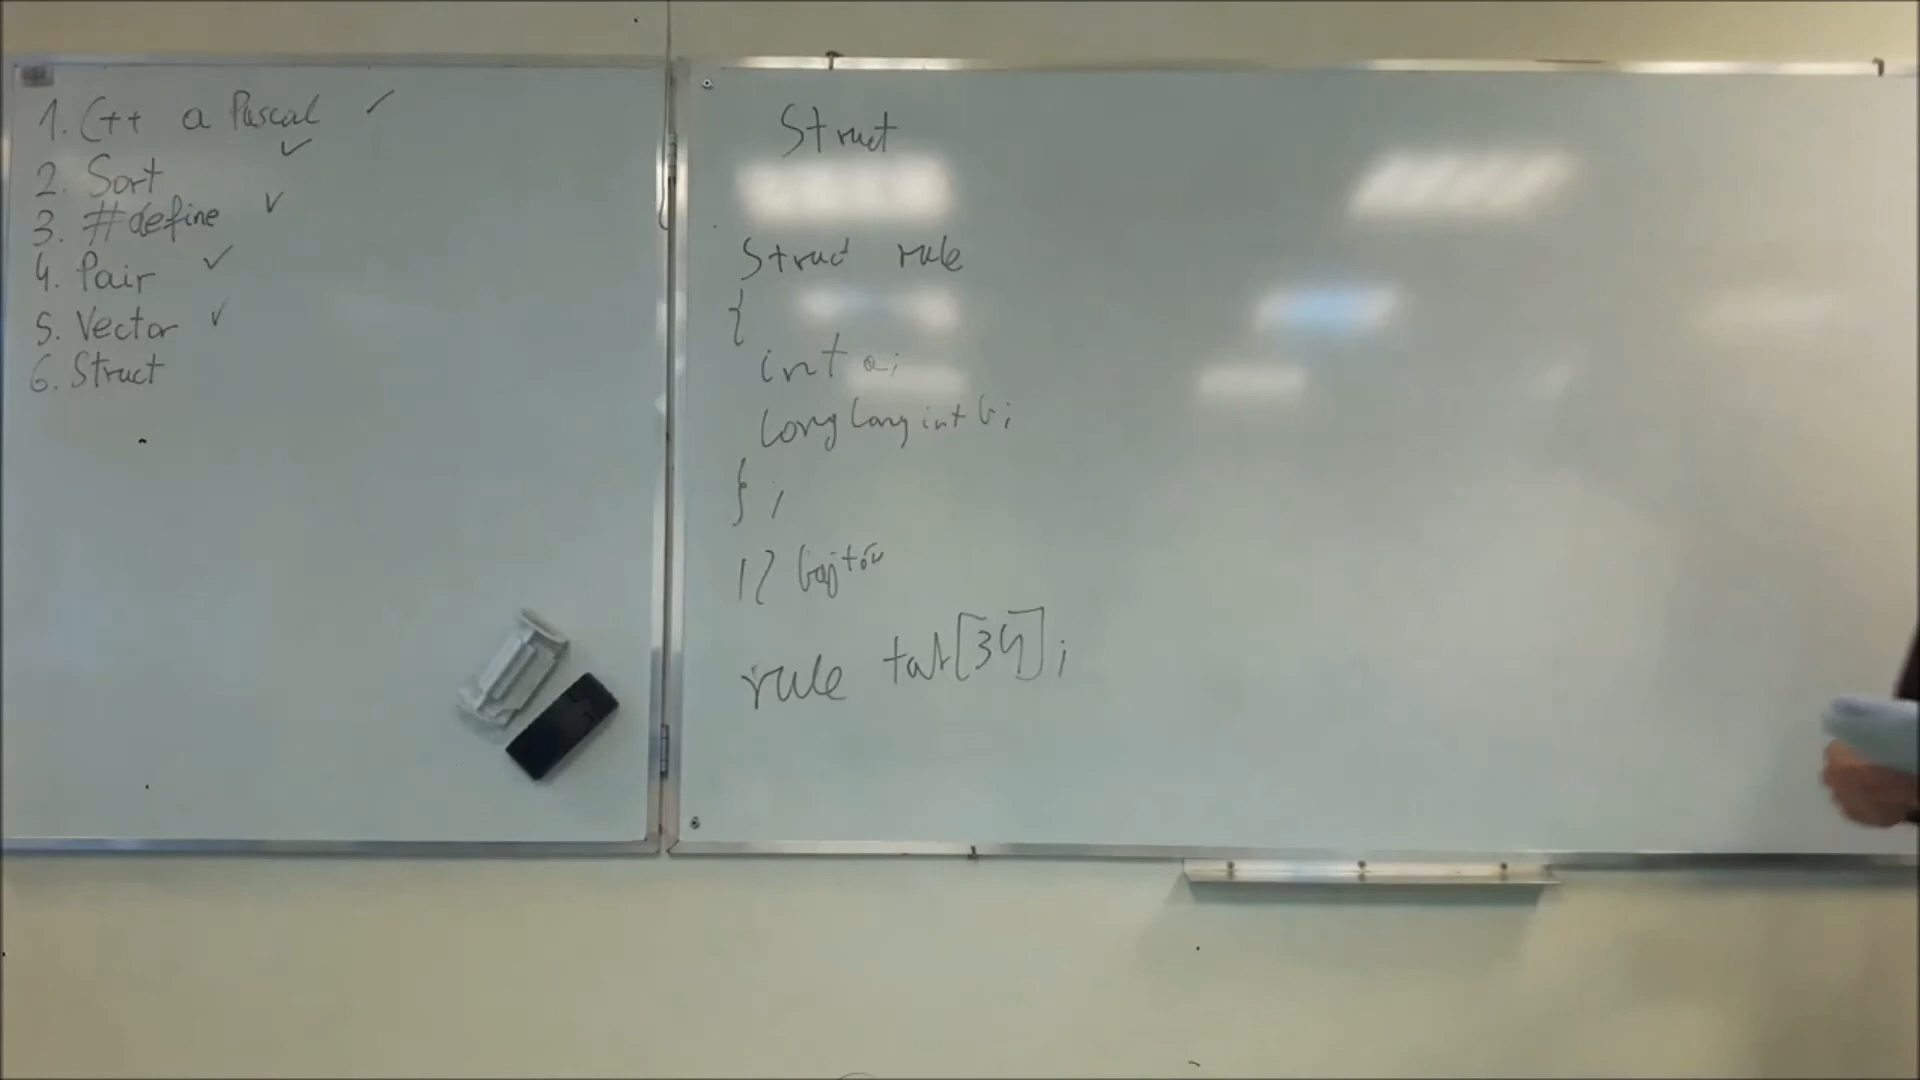 1. C++ a Pascal ✓
2. Sort ✓
3. #define ✓
4. Pair ✓
5. Vector ✓
6. Struct
Struct
Struct rule
{
int a;
long long int b;
};
12 bajtów
rule tab[34];